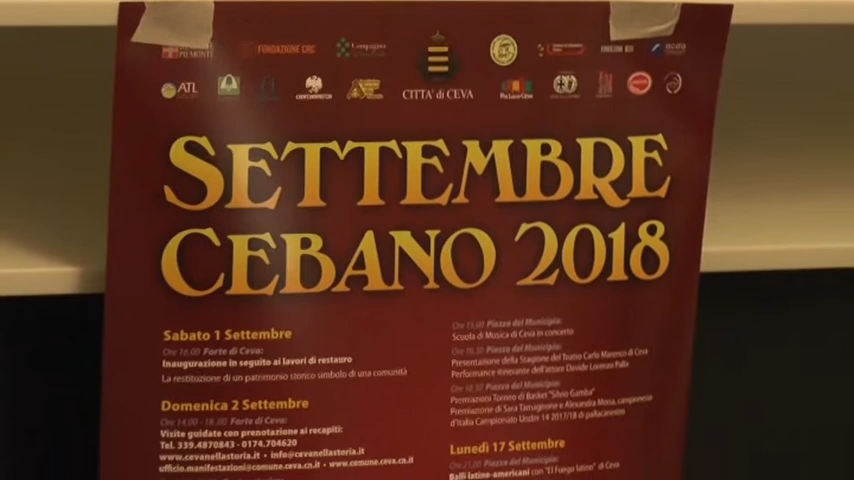 PIEMONTE
FONDAZIONE CRC
ATL
CITTA' di CEVA
SETTEMBRE
CEBANO 2018
Sabato 1 Settembre
Ore 16,00 Forte di Ceva:
Inaugurazione in seguito ai lavori di restauro
La restituzione di un patrimonio storico simbolo di una comunità
Domenica 2 Settembre
Ore 14,00 - 18,00 Forte di Ceva:
Visite guidate con prenotazione ai recapiti:
Tel. 339.4870843 - 0174.704620
www.cevanellastoria.it • info@cevanellastoria.it
ufficio.manifestazioni@comune.ceva.cn.it • www.comune.ceva.cn.it
Ore 15,00 Piazza del Municipio:
Scuola di Musica di Ceva in concerto
Ore 16,30 Piazza del Municipio:
Presentazione della Stagione del Teatro Carlo Marenco di Ceva
Performance itinerante dell'attore Davide Lorenzo Palla
Ore 18,30 Piazza del Municipio:
Premiazioni Torneo di Basket "Silvio Gamba"
Premiazione di Sara Tamagnone e Alexandra Moria, campionesse
d'Italia Campionato Under 14 2017/18 di pallacanestro
Lunedì 17 Settembre
Ore 21,00 Piazza del Municipio:
Balli latino-americani con "El Fuego latino" di Ceva